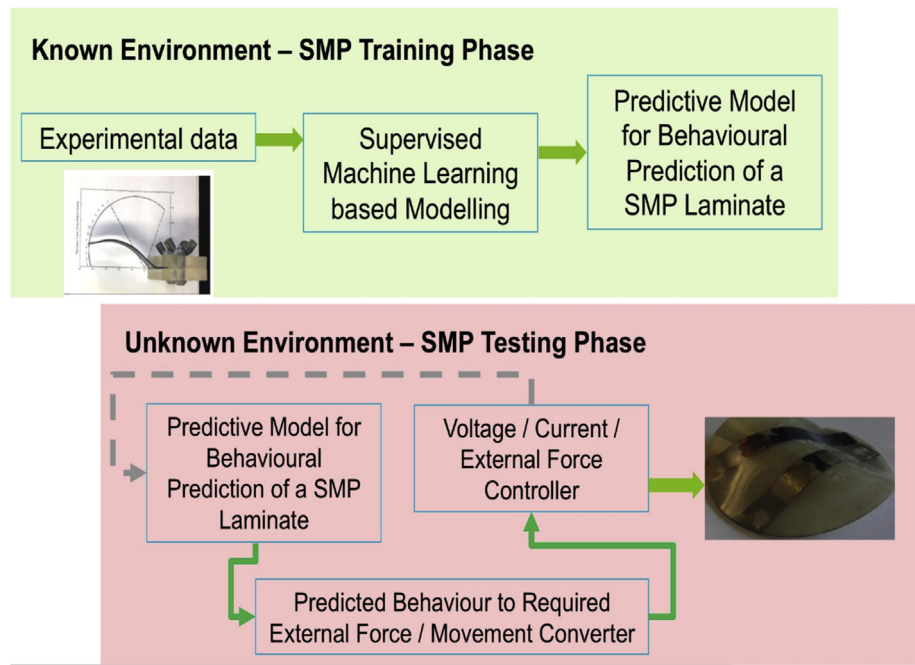 Known Environment – SMP Training Phase
Experimental data
Supervised
Machine Learning
based Modelling
Predictive Model
for Behavioural
Prediction of a
SMP Laminate
Unknown Environment – SMP Testing Phase
Predictive Model for
Behavioural
Prediction of a SMP
Laminate
Voltage / Current /
External Force
Controller
Predicted Behaviour to Required
External Force / Movement Converter